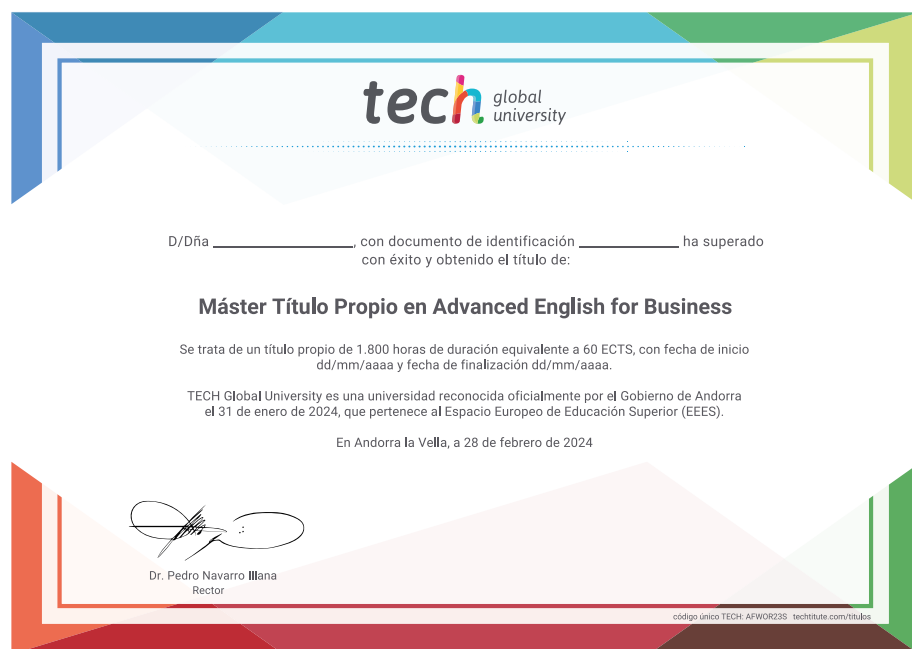 tech global university
D/Dña ____________________, con documento de identificación ______________ ha superado
con éxito y obtenido el título de:
Máster Título Propio en Advanced English for Business
Se trata de un título propio de 1.800 horas de duración equivalente a 60 ECTS, con fecha de inicio
dd/mm/aaaa y fecha de finalización dd/mm/aaaa.
TECH Global University es una universidad reconocida oficialmente por el Gobierno de Andorra
el 31 de enero de 2024, que pertenece al Espacio Europeo de Educación Superior (EEES).
En Andorra la Vella, a 28 de febrero de 2024
Dr. Pedro Navarro Illana
Rector
código único TECH: AFWOR23S techtitute.com/titulos